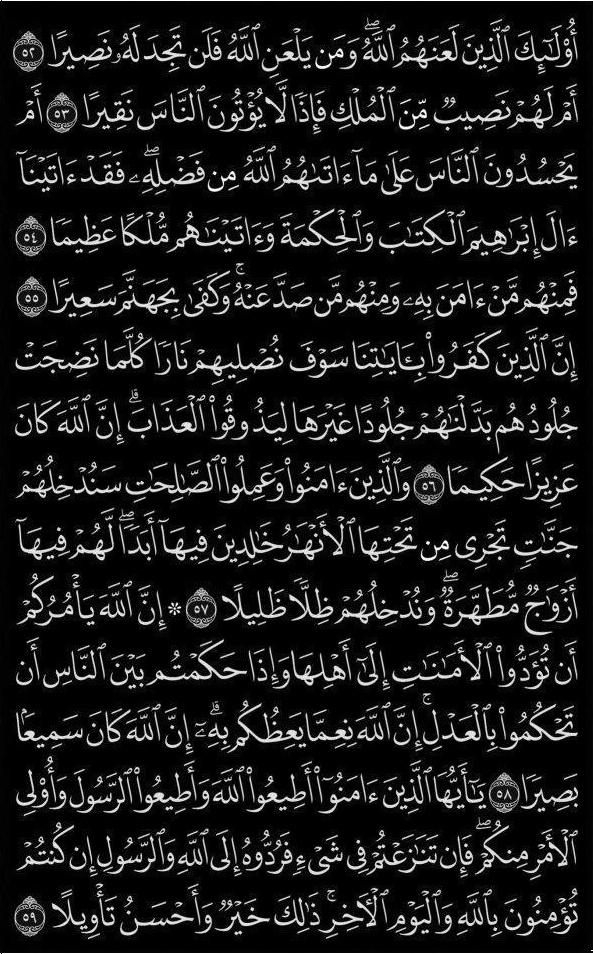 أُوْلَٰٓئِكَ ٱلَّذِينَ لَعَنَهُمُ ٱللَّهُۖ وَمَن يَلْعَنِ ٱللَّهُ فَلَن تَجِدَ لَهُۥ نَصِيرًا ٥٢
أَمْ لَهُمْ نَصِيبٌ مِّنَ ٱلْمُلْكِ فَإِذًا لَّا يُؤْتُونَ ٱلنَّاسَ نَقِيرًا ٥٣ أَمْ
يَحْسُدُونَ ٱلنَّاسَ عَلَىٰ مَآ ءَاتَىٰهُمُ ٱللَّهُ مِن فَضْلِهِۦۖ فَقَدْ ءَاتَيْنَآ
ءَالَ إِبْرَٰهِيمَ ٱلْكِتَٰبَ وَٱلْحِكْمَةَ وَءَاتَيْنَٰهُم مُّلْكًا عَظِيمًا ٥٤
فَمِنْهُم مَّنْ ءَامَنَ بِهِۦ وَمِنْهُم مَّن صَدَّ عَنْهُۚ وَكَفَىٰ بِجَهَنَّمَ سَعِيرًا ٥٥
إِنَّ ٱلَّذِينَ كَفَرُوا۟ بِـَٔايَٰتِنَا سَوْفَ نُصْلِيهِمْ نَارًا كُلَّمَا نَضِجَتْ
جُلُودُهُم بَدَّلْنَٰهُمْ جُلُودًا غَيْرَهَا لِيَذُوقُوا۟ ٱلْعَذَابَۗ إِنَّ ٱللَّهَ كَانَ
عَزِيزًا حَكِيمًا ٥٦ وَٱلَّذِينَ ءَامَنُوا۟ وَعَمِلُوا۟ ٱلصَّٰلِحَٰتِ سَنُدْخِلُهُمْ
جَنَّٰتٍ تَجْرِى مِن تَحْتِهَا ٱلْأَنْهَٰرُ خَٰلِدِينَ فِيهَآ أَبَدًاۖ لَّهُمْ فِيهَآ
أَزْوَٰجٌ مُّطَهَّرَةٌۖ وَنُدْخِلُهُمْ ظِلًّا ظَلِيلًا ٥٧ ۞ إِنَّ ٱللَّهَ يَأْمُرُكُمْ
أَن تُؤَدُّوا۟ ٱلْأَمَٰنَٰتِ إِلَىٰٓ أَهْلِهَا وَإِذَا حَكَمْتُم بَيْنَ ٱلنَّاسِ أَن
تَحْكُمُوا۟ بِٱلْعَدْلِۚ إِنَّ ٱللَّهَ نِعِمَّا يَعِظُكُم بِهِۦٓۗ إِنَّ ٱللَّهَ كَانَ سَمِيعًۢا
بَصِيرًا ٥٨ يَٰٓأَيُّهَا ٱلَّذِينَ ءَامَنُوٓا۟ أَطِيعُوا۟ ٱللَّهَ وَأَطِيعُوا۟ ٱلرَّسُولَ وَأُو۟لِى
ٱلْأَمْرِ مِنكُمْۖ فَإِن تَنَٰزَعْتُمْ فِى شَىْءٍ فَرُدُّوهُ إِلَى ٱللَّهِ وَٱلرَّسُولِ إِن كُنتُمْ
تُؤْمِنُونَ بِٱللَّهِ وَٱلْيَوْمِ ٱلْءَاخِرِۚ ذَٰلِكَ خَيْرٌ وَأَحْسَنُ تَأْوِيلًا ٥٩